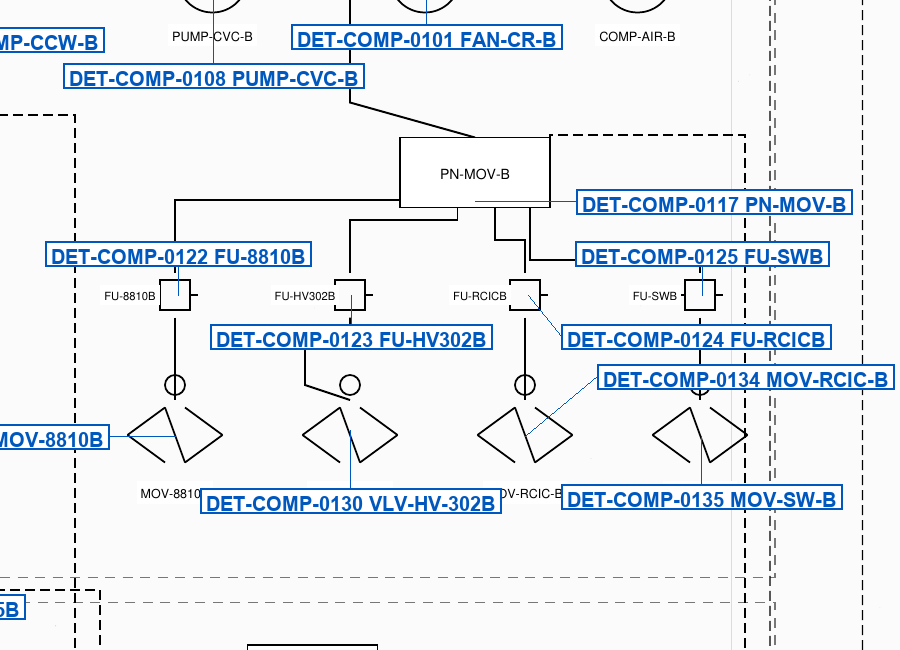 PUMP-CVC-B
DET-COMP-0101 FAN-CR-B
COMP-AIR-B
MP-CCW-B
DET-COMP-0108 PUMP-CVC-B
PN-MOV-B
DET-COMP-0117 PN-MOV-B
DET-COMP-0122 FU-8810B
DET-COMP-0125 FU-SWB
FU-8810B
FU-HV302B
FU-RCICB
FU-SWB
DET-COMP-0123 FU-HV302B
DET-COMP-0124 FU-RCICB
DET-COMP-0134 MOV-RCIC-B
MOV-8810B
MOV-8810
DET-COMP-0130 VLV-HV-302B
OV-RCIC-B
DET-COMP-0135 MOV-SW-B
5B